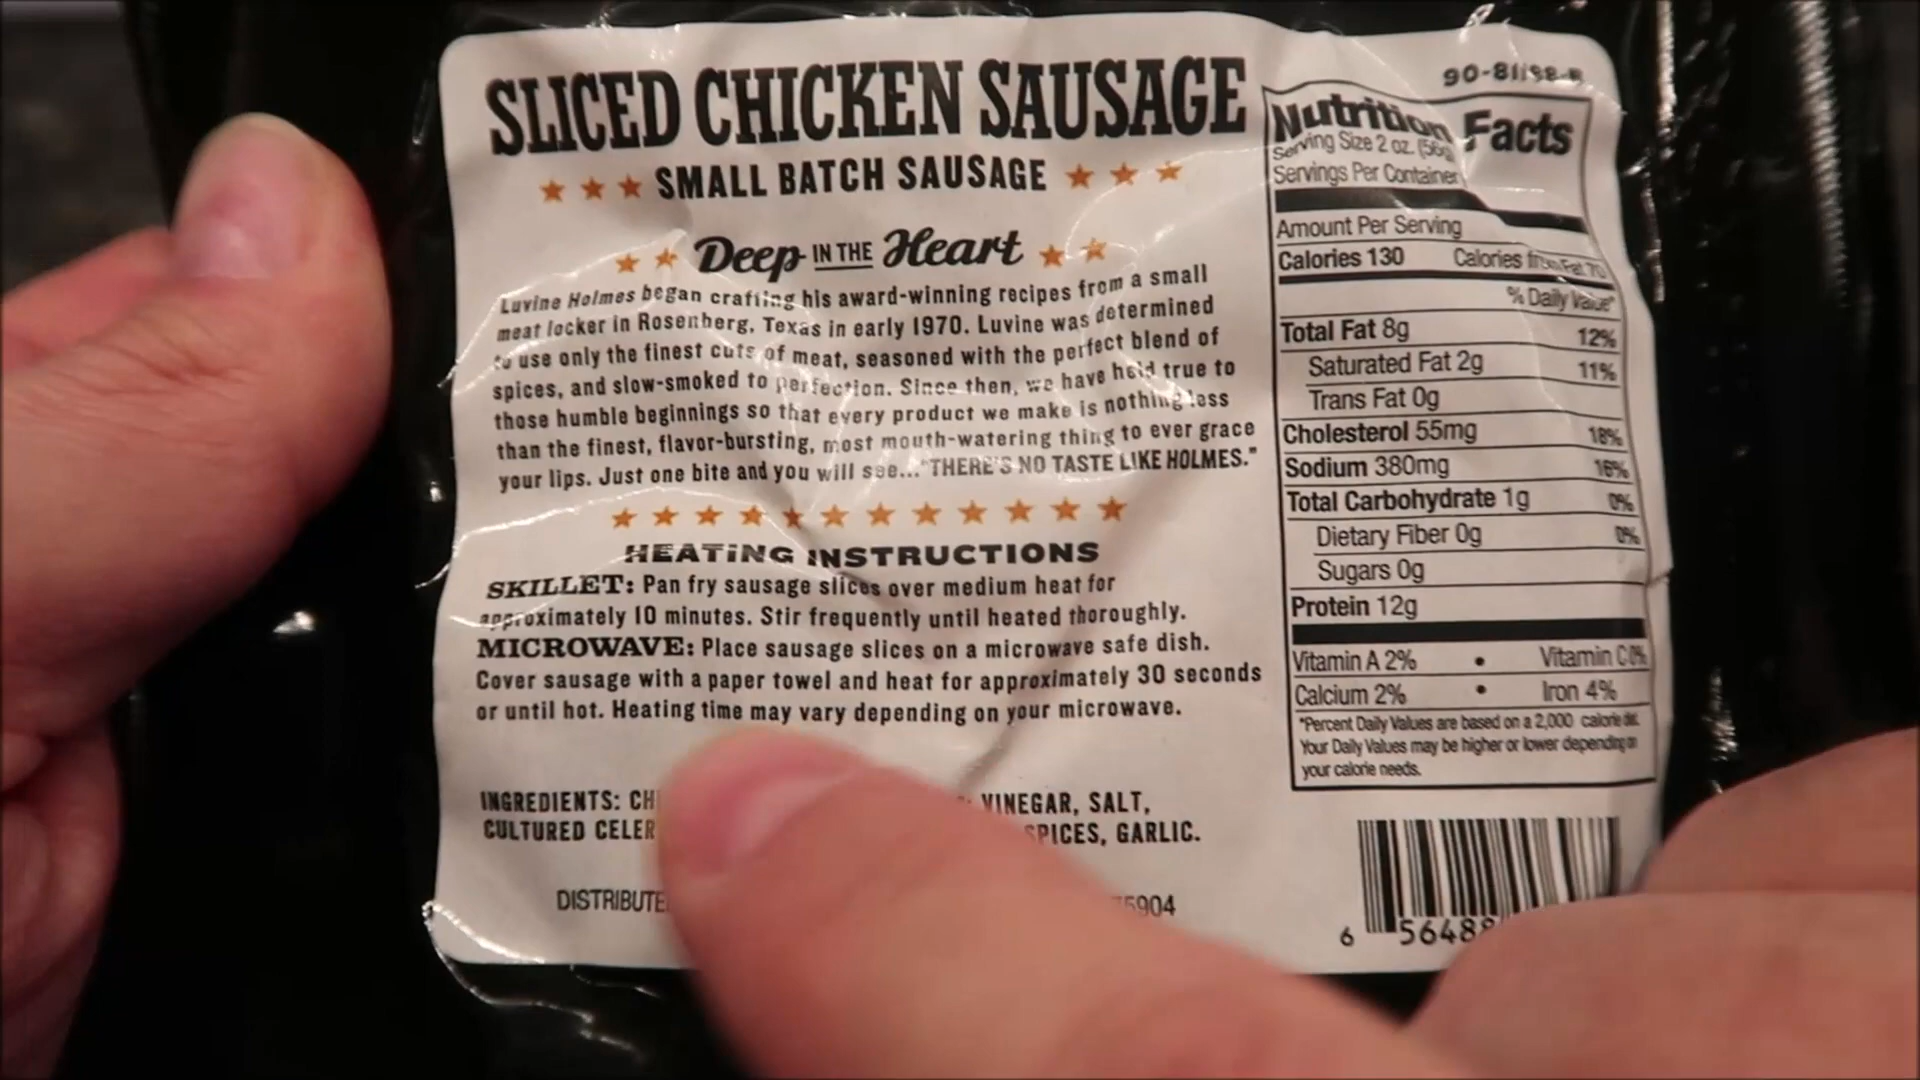 SLICED CHICKEN SAUSAGE
SMALL BATCH SAUSAGE
Deep IN THE Heart
Luvine Holmes began crafting his award-winning recipes from a small
meat locker in Rosenberg, Texas in early 1970. Luvine was determined
to use only the finest cuts of meat, seasoned with the perfect blend of
spices, and slow-smoked to perfection. Since then, we have held true to
those humble beginnings so that every product we make is nothing less
than the finest, flavor-bursting, most mouth-watering thing to ever grace
your lips. Just one bite and you will see..."THERE'S NO TASTE LIKE HOLMES."
HEATING INSTRUCTIONS
SKILLET: Pan fry sausage slices over medium heat for
approximately 10 minutes. Stir frequently until heated thoroughly.
MICROWAVE: Place sausage slices on a microwave safe dish.
Cover sausage with a paper towel and heat for approximately 30 seconds
or until hot. Heating time may vary depending on your microwave.
INGREDIENTS: VINEGAR, SALT,
CULTURED SPICES, GARLIC.
Nutrition Facts
Serving Size 2 oz. (56g)
Servings Per Container
Amount Per Serving
Calories 130 Calories from Fat 70
% Daily Value*
Total Fat 8g 12%
Saturated Fat 2g 11%
Trans Fat 0g
Cholesterol 55mg 18%
Sodium 380mg 16%
Total Carbohydrate 1g 0%
Dietary Fiber 0g 0%
Sugars 0g
Protein 12g
Vitamin A 2% • Vitamin C 0%
Calcium 2% • Iron 4%
*Percent Daily Values are based on a 2,000 calorie diet.
Your Daily Values may be higher or lower depending on
your calorie needs.
6